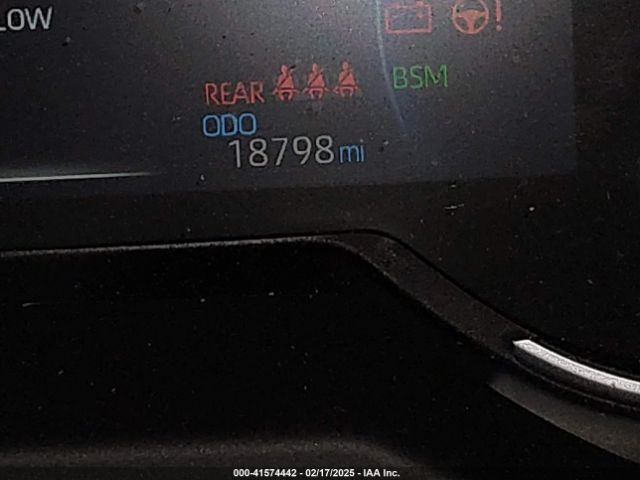 LOW
REAR BSM
ODO
18798 mi
000-41574442 - 02/17/2025 - IAA Inc.